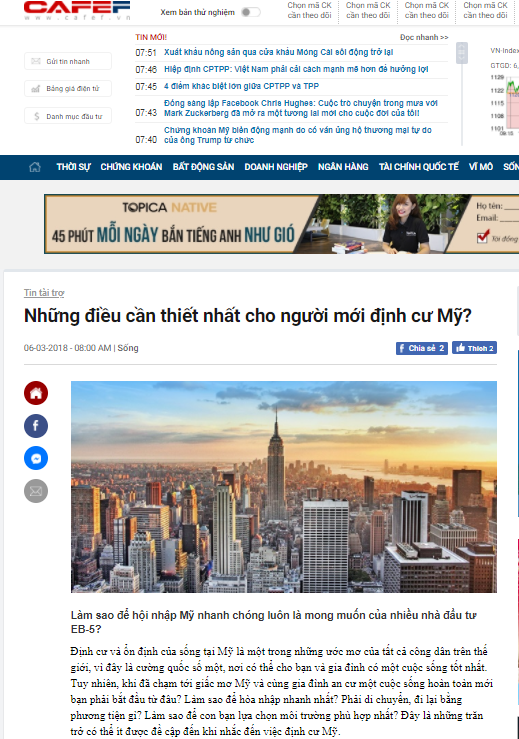 CAFEF
www.cafef.vn
Xem bản thử nghiệm
Chọn mã CK cần theo dõi
Chọn mã CK cần theo dõi
Chọn mã CK cần theo dõi
Chọn mã CK cần theo dõi
TIN MỚI!
Đọc nhanh >>
07:51 Xuất khẩu nông sản qua cửa khẩu Móng Cái sôi động trở lại
07:46 Hiệp định CPTPP: Việt Nam phải cải cách mạnh mẽ hơn để hưởng lợi
07:45 4 điểm khác biệt lớn giữa CPTPP và TPP
Đồng sáng lập Facebook Chris Hughes: Cuộc trò chuyện trong mưa với
07:43 Mark Zuckerberg đã mở ra một tương lai mới cho cuộc đời của tôi!
Chứng khoán Mỹ biến động mạnh do có ván ủng hộ thương mại tự do
07:40 của ông Trump từ chức
Gửi tin nhanh
Bảng giá điện tử
Danh mục đầu tư
VN-Index
GTGD: 6,
1129
1122
1115
1108
1101
THỜI SỰ CHỨNG KHOÁN BẤT ĐỘNG SẢN DOANH NGHIỆP NGÂN HÀNG TÀI CHÍNH QUỐC TẾ VĨ MÔ SỐN
TOPICA NATIVE
45 PHÚT MỖI NGÀY BẮN TIẾNG ANH NHƯ GIÓ
Họ tên:
Email:
Tôi đồng
Tin tài trợ
Những điều cần thiết nhất cho người mới định cư Mỹ?
06-03-2018 - 08:00 AM | Sống
Chia sẻ 2
Thích 2
Làm sao để hội nhập Mỹ nhanh chóng luôn là mong muốn của nhiều nhà đầu tư
EB-5?
Định cư và ổn định của sống tại Mỹ là một trong những ước mơ của tất cả công dân trên thế
giới, vì đây là cường quốc số một, nơi có thể cho bạn và gia đình có một cuộc sống tốt nhất.
Tuy nhiên, khi đã chạm tới giấc mơ Mỹ và cùng gia đình an cư một cuộc sống hoàn toàn mới
bạn phải bắt đầu từ đâu? Làm sao để hòa nhập nhanh nhất? Phải di chuyển, đi lại bằng
phương tiện gì? Làm sao để con bạn lựa chọn môi trường phù hợp nhất? Đây là những trăn
trở có thể ít được đề cập đến khi nhắc đến việc định cư Mỹ.